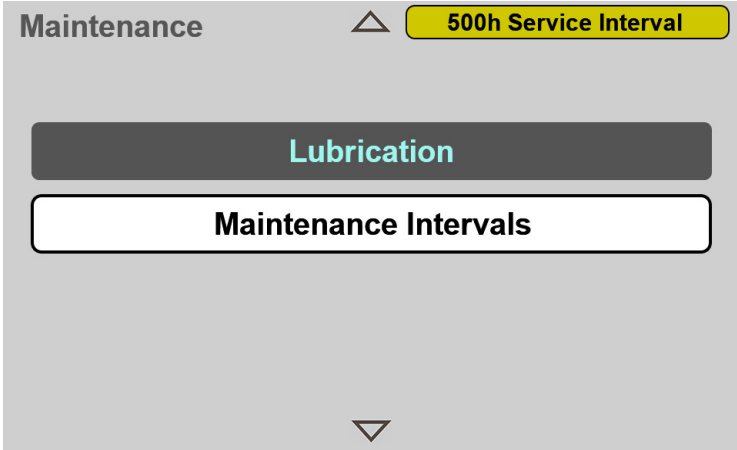 Maintenance
500h Service Interval
Lubrication
Maintenance Intervals